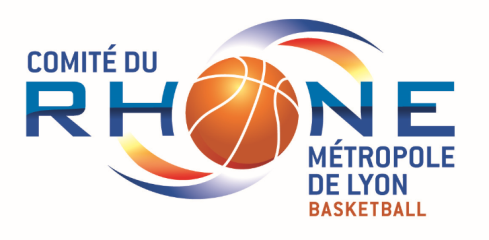 COMITÉ DU
RHONE
MÉTROPOLE
DE LYON
BASKETBALL